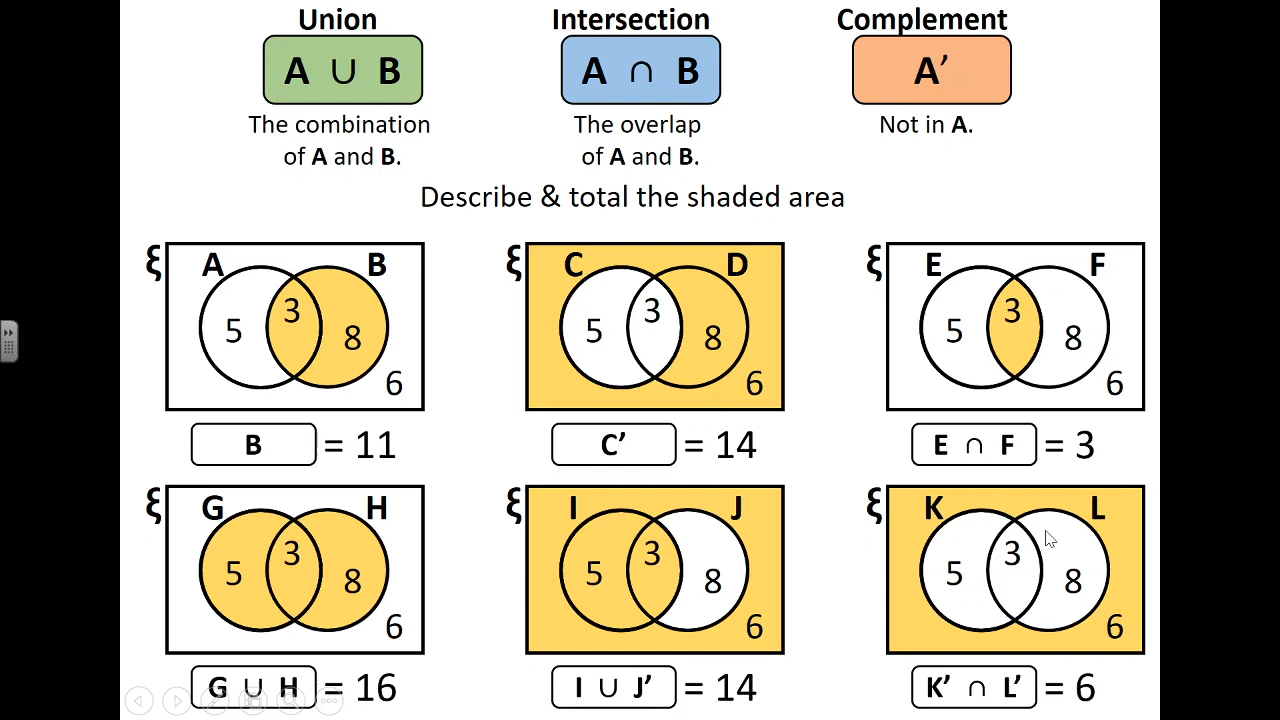 Union Intersection Complement
A ∪ B A ∩ B A’
The combination The overlap Not in A.
of A and B. of A and B.
Describe & total the shaded area
ξ A B ξ C D ξ E F
3 3 3
5 8 5 8 5 8
6 6 6
B = 11 C’ = 14 E ∩ F = 3
ξ G H ξ I J ξ K L
3 3 3
5 8 5 8 5 8
6 6 6
G ∪ H = 16 I ∪ J’ = 14 K’ ∩ L’ = 6